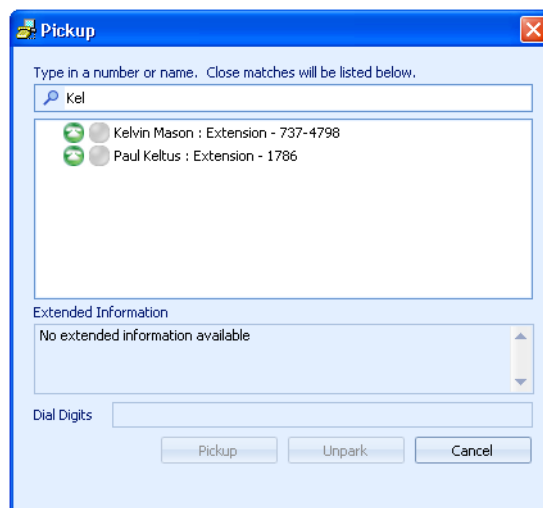 Pickup
Type in a number or name. Close matches will be listed below.
Kel
Kelvin Mason : Extension - 737-4798
Paul Keltus : Extension - 1786
Extended Information
No extended information available
Dial Digits
Pickup Unpark Cancel